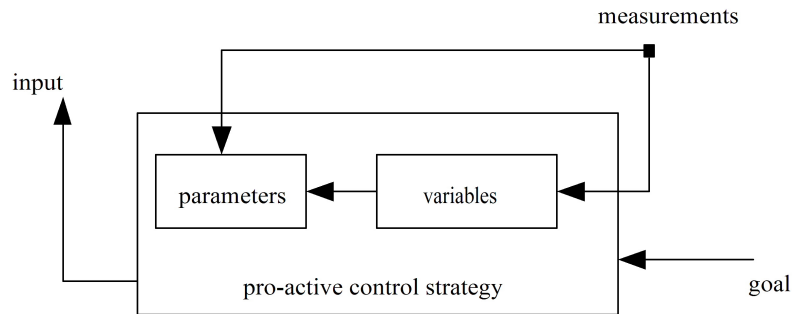 measurements
input
parameters
variables
goal
pro-active control strategy